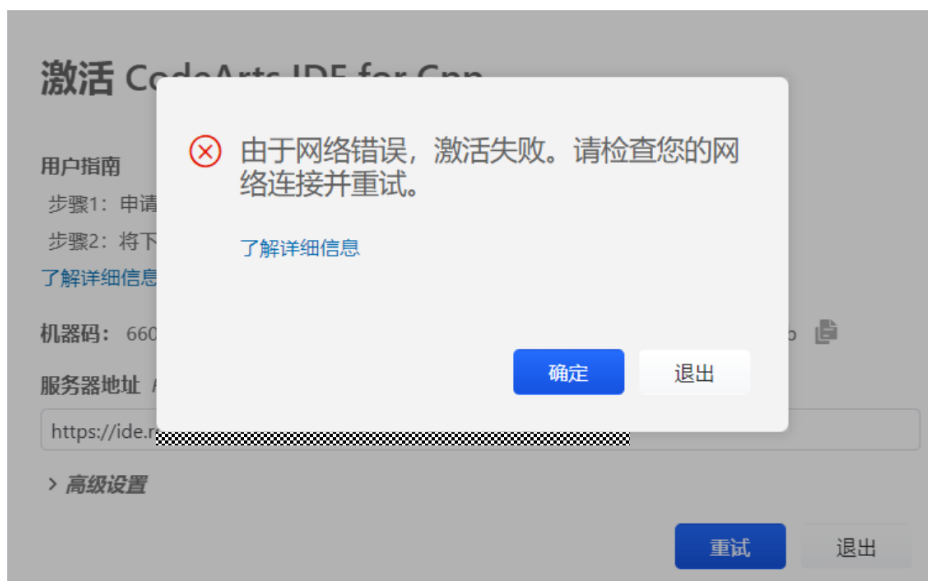 激活 CodeArts IDE for Cpp
由于网络错误，激活失败。请检查您的网
络连接并重试。
了解详细信息
确定
退出
用户指南
步骤1：申请
步骤2：将下
了解详细信息
机器码： 660
服务器地址
https://ide.r
高级设置
重试
退出